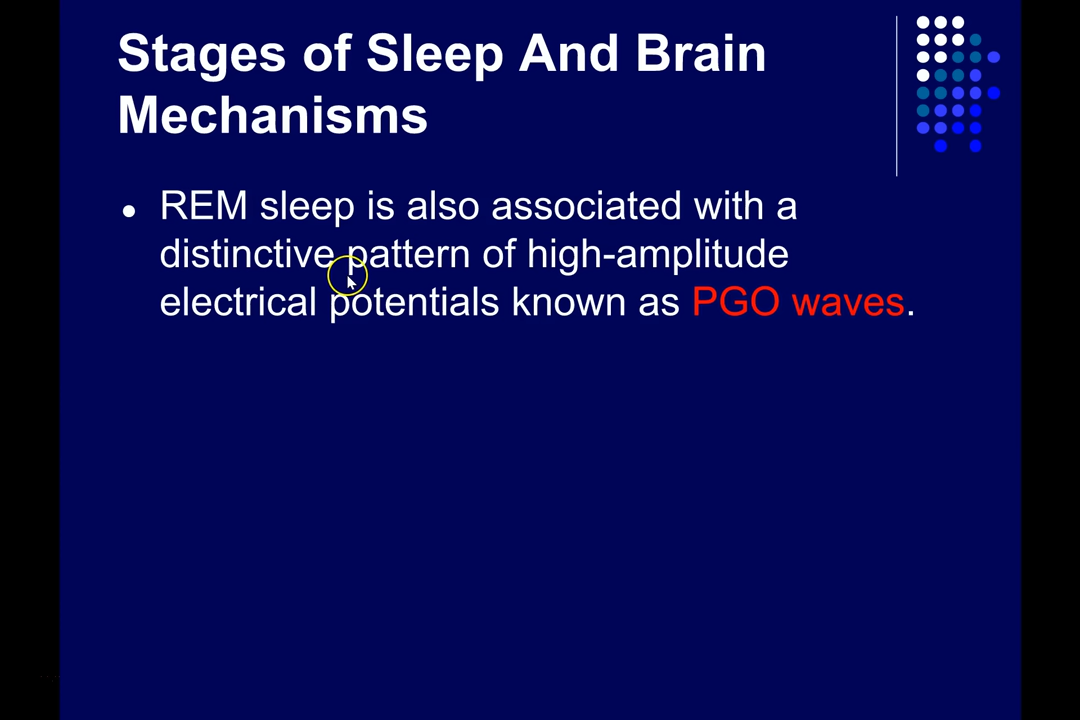 Stages of Sleep And Brain
Mechanisms
● REM sleep is also associated with a
distinctive pattern of high-amplitude
electrical potentials known as PGO waves.